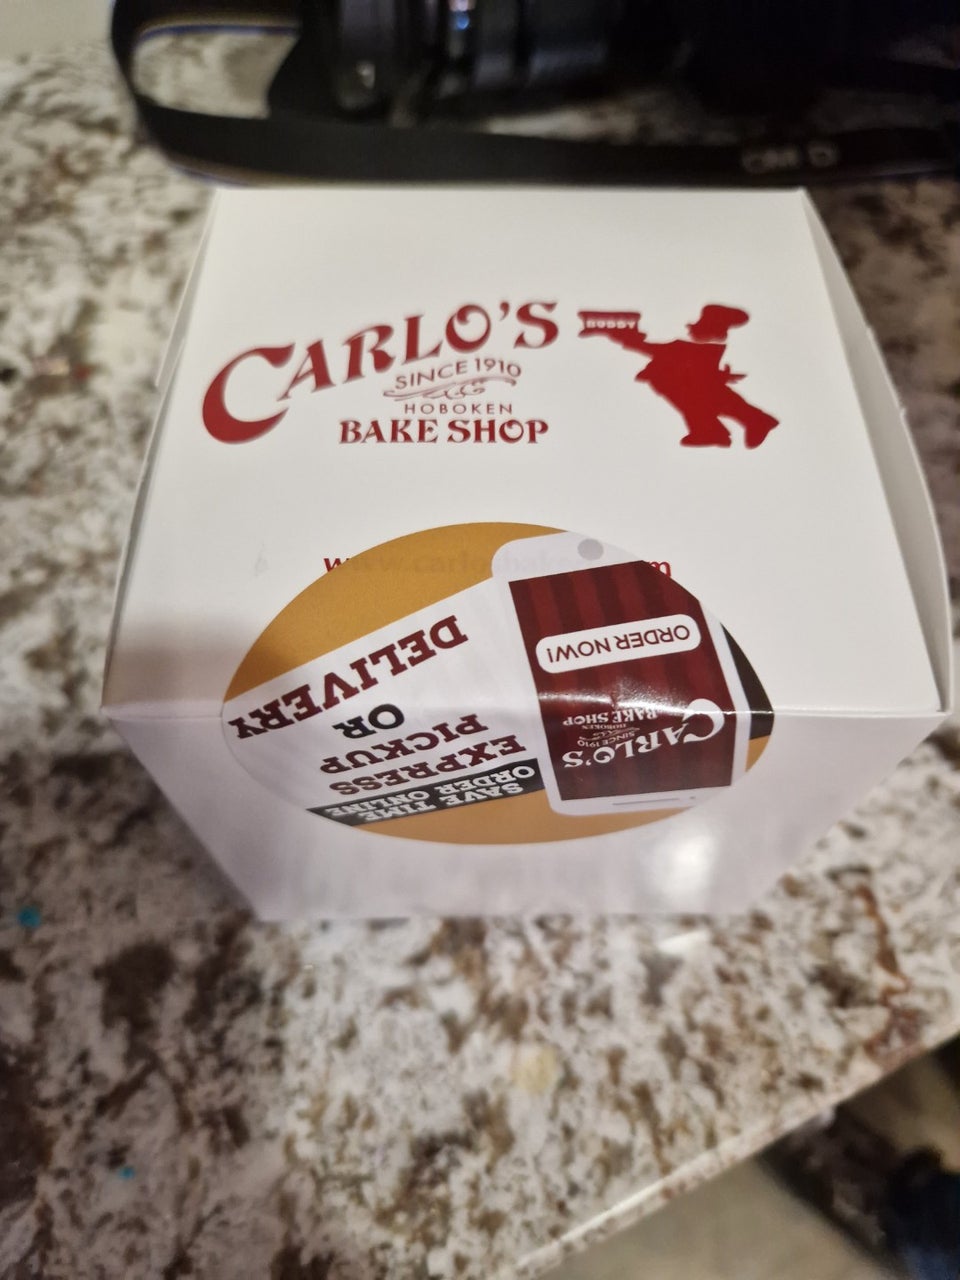 CARLO'S
SINCE 1910
HOBOKEN
BAKE SHOP
BUDDY
SAVE TIME
ORDER ONLINE
EXPRESS
PICKUP
OR
DELIVERY
CARLO'S
SINCE 1910
HOBOKEN
BAKE SHOP
ORDER NOW!